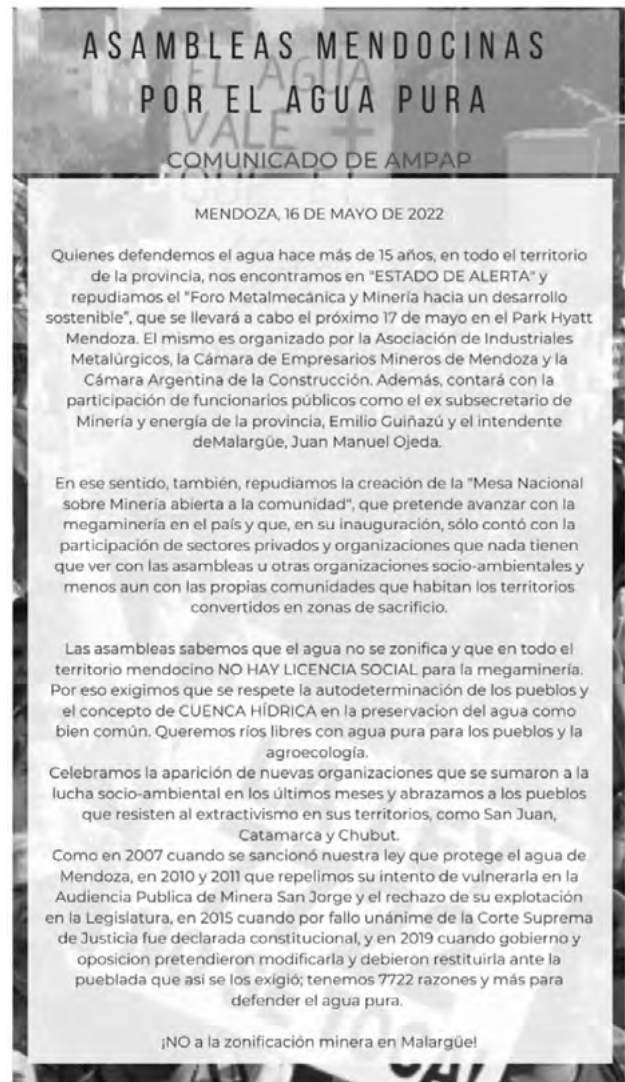 ASAMBLEAS MENDOCINAS
POR EL AGUA PURA
EL AGUA
VALE +
COMUNICADO DE AMPAP
MENDOZA, 16 DE MAYO DE 2022
Quienes defendemos el agua hace más de 15 años, en todo el territorio
de la provincia, nos encontramos en "ESTADO DE ALERTA" y
repudiamos el "Foro Metalmecánica y Minería hacia un desarrollo
sostenible", que se llevará a cabo el próximo 17 de mayo en el Park Hyatt
Mendoza. El mismo es organizado por la Asociación de Industriales
Metalúrgicos, la Cámara de Empresarios Mineros de Mendoza y la
Cámara Argentina de la Construcción. Además, contará con la
participación de funcionarios públicos como el ex subsecretario de
Minería y energía de la provincia, Emilio Guiñazú y el intendente
deMalargüe, Juan Manuel Ojeda.
En ese sentido, también, repudiamos la creación de la "Mesa Nacional
sobre Minería abierta a la comunidad", que pretende avanzar con la
megaminería en el país y que, en su inauguración, sólo contó con la
participación de sectores privados y organizaciones que nada tienen
que ver con las asambleas u otras organizaciones socio-ambientales y
menos aun con las propias comunidades que habitan los territorios
convertidos en zonas de sacrificio.
Las asambleas sabemos que el agua no se zonifica y que en todo el
territorio mendocino NO HAY LICENCIA SOCIAL para la megaminería.
Por eso exigimos que se respete la autodeterminación de los pueblos y
el concepto de CUENCA HÍDRICA en la preservacion del agua como
bien común. Queremos ríos libres con agua pura para los pueblos y la
agroecología.
Celebramos la aparición de nuevas organizaciones que se sumaron a la
lucha socio-ambiental en los últimos meses y abrazamos a los pueblos
que resisten al extractivismo en sus territorios, como San Juan,
Catamarca y Chubut.
Como en 2007 cuando se sancionó nuestra ley que protege el agua de
Mendoza, en 2010 y 2011 que repelimos su intento de vulnerarla en la
Audiencia Publica de Minera San Jorge y el rechazo de su explotación
en la Legislatura, en 2015 cuando por fallo unánime de la Corte Suprema
de Justicia fue declarada constitucional, y en 2019 cuando gobierno y
oposicion pretendieron modificarla y debieron restituirla ante la
pueblada que asi se los exigió; tenemos 7722 razones y más para
defender el agua pura.
¡NO a la zonificación minera en Malargüe!